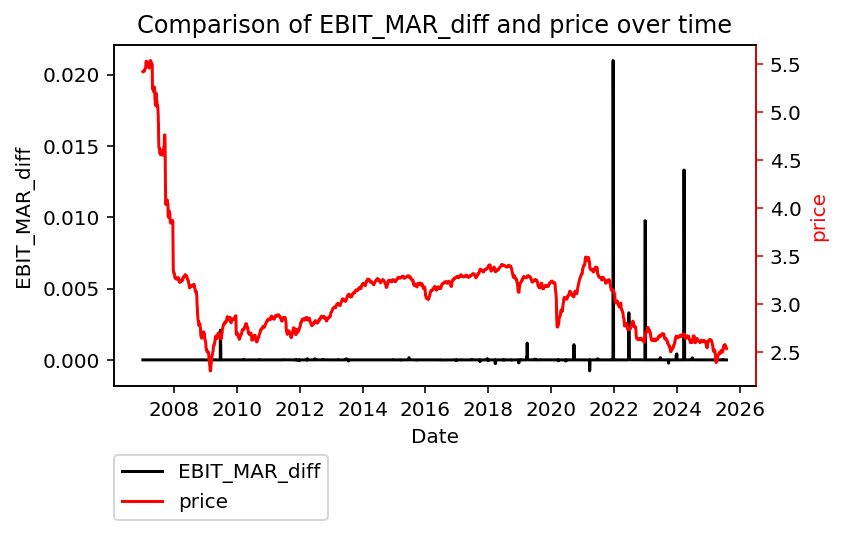 Comparison of EBIT_MAR_diff and price over time
EBIT_MAR_diff
0.020
0.015
0.010
0.005
0.000
5.5
5.0
4.5
4.0
3.5
3.0
2.5
price
2008 2010 2012 2014 2016 2018 2020 2022 2024 2026
Date
EBIT_MAR_diff
price